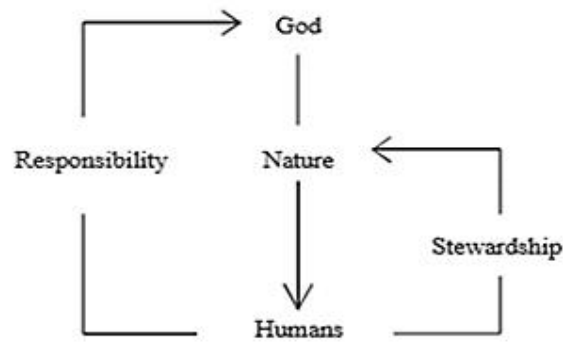 God
Responsibility
Nature
Stewardship
Humans